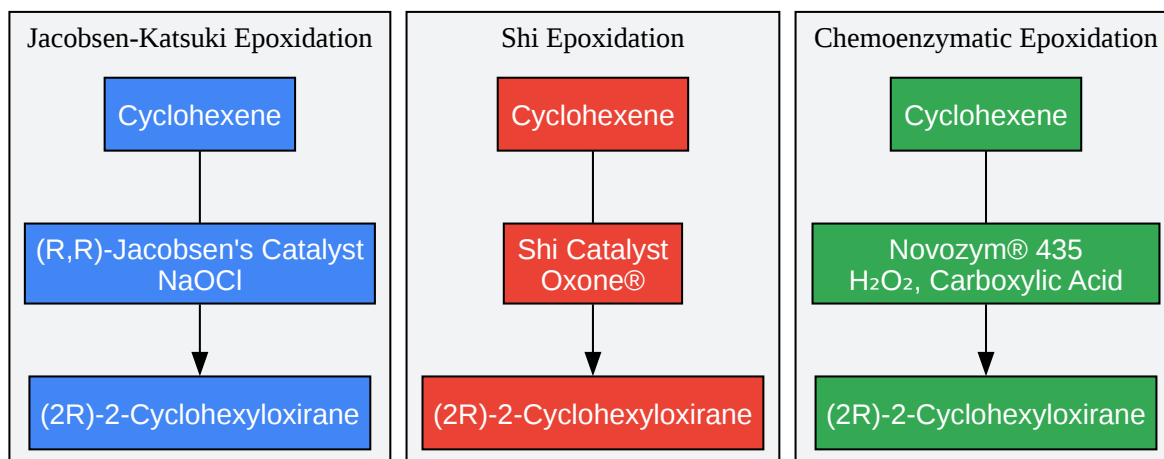 Jacobsen-Katsuki Epoxidation
Cyclohexene
(R,R)-Jacobsen's Catalyst
NaOCl
(2R)-2-Cyclohexyloxirane
Shi Epoxidation
Cyclohexene
Shi Catalyst
Oxone®
(2R)-2-Cyclohexyloxirane
Chemoenzymatic Epoxidation
Cyclohexene
Novozym® 435
H₂O₂, Carboxylic Acid
(2R)-2-Cyclohexyloxirane